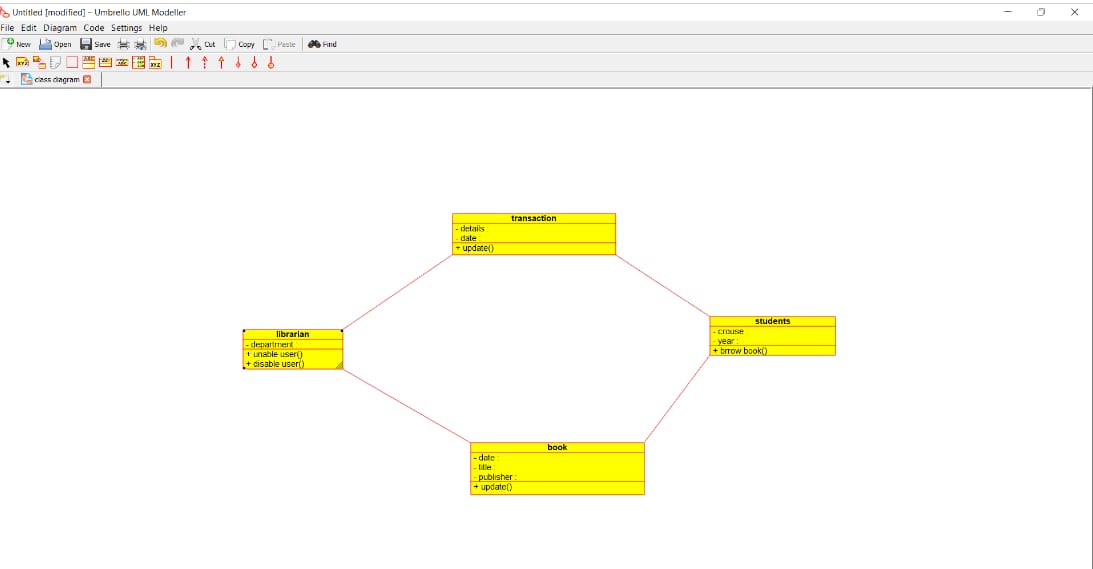 Untitled [modified] – Umbrello UML Modeller
File Edit Diagram Code Settings Help
New Open Save Cut Copy Paste Find
class diagram
transaction
- details
- date :
+ update()
students
- crouse
- year :
+ brrow book()
librarian
- department
+ unable user()
+ disable user()
book
- date :
- title
- publisher :
+ update()